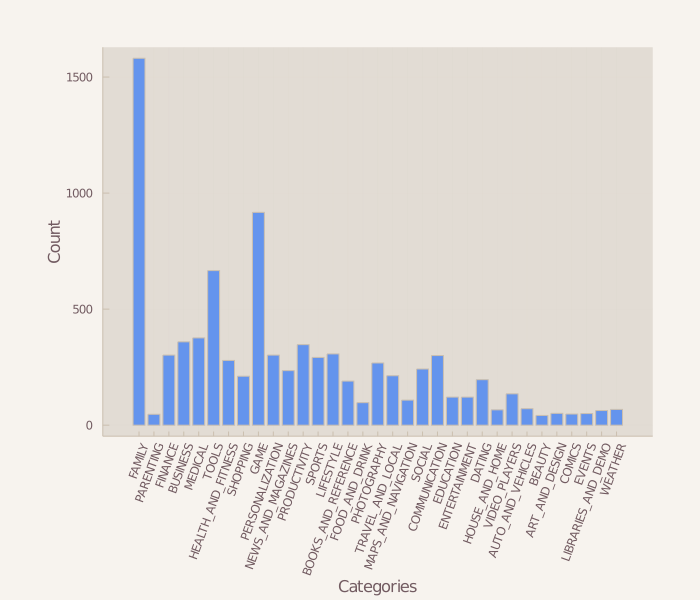 1500
1000
500
0
Count
FAMILY
PARENTING
FINANCE
BUSINESS
MEDICAL
TOOLS
HEALTH_AND_FITNESS
SHOPPING
GAME
PERSONALIZATION
NEWS_AND_MAGAZINES
PRODUCTIVITY
SPORTS
LIFESTYLE
BOOKS_AND_REFERENCE
FOOD_AND_DRINK
PHOTOGRAPHY
TRAVEL_AND_LOCAL
MAPS_AND_NAVIGATION
SOCIAL
COMMUNICATION
EDUCATION
ENTERTAINMENT
DATING
HOUSE_AND_HOME
VIDEO_PLAYERS
AUTO_AND_VEHICLES
BEAUTY
ART_AND_DESIGN
COMICS
EVENTS
LIBRARIES_AND_DEMO
WEATHER
Categories